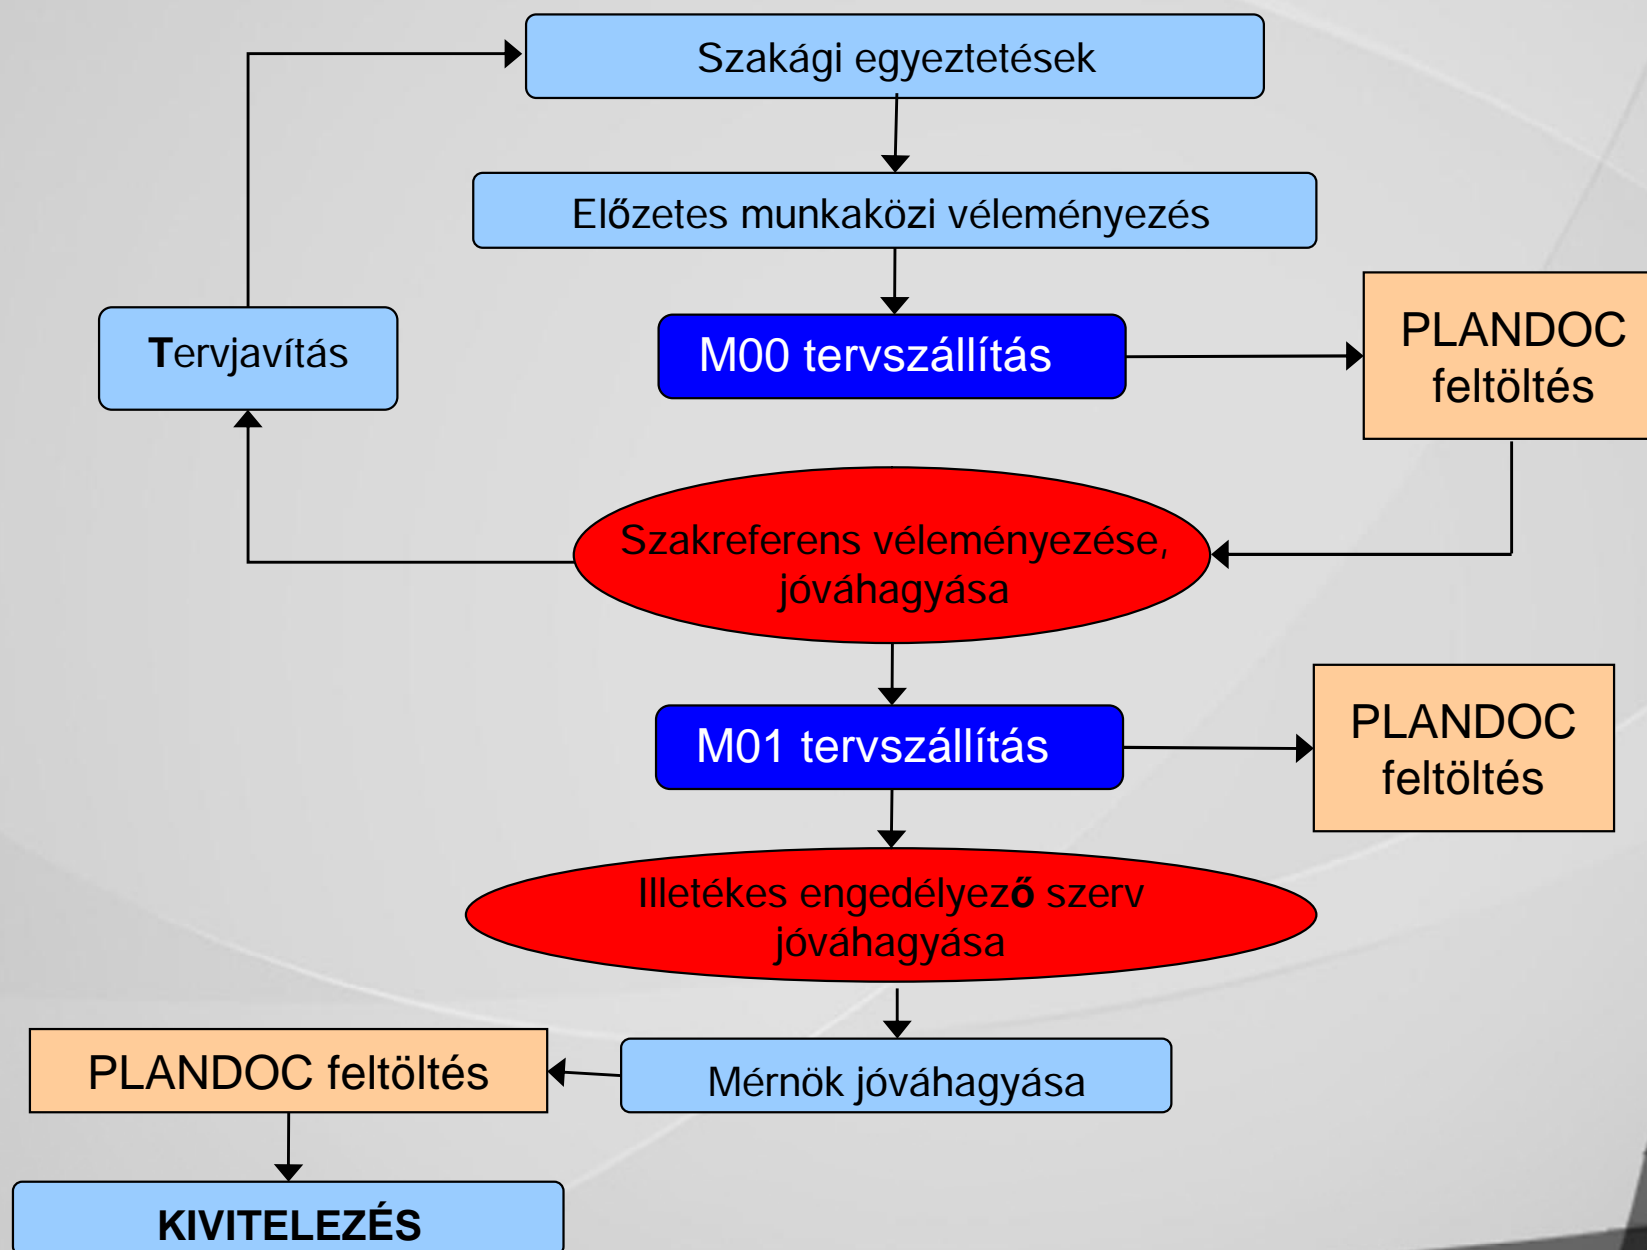 Szakági egyeztetések
Előzetes munkaközi véleményezés
Tervjavítás
M00 tervszállítás
PLANDOC
feltöltés
Szakreferens véleményezése,
jóváhagyása
M01 tervszállítás
PLANDOC
feltöltés
Illetékes engedélyező szerv
jóváhagyása
Mérnök jóváhagyása
PLANDOC feltöltés
KIVITELEZÉS